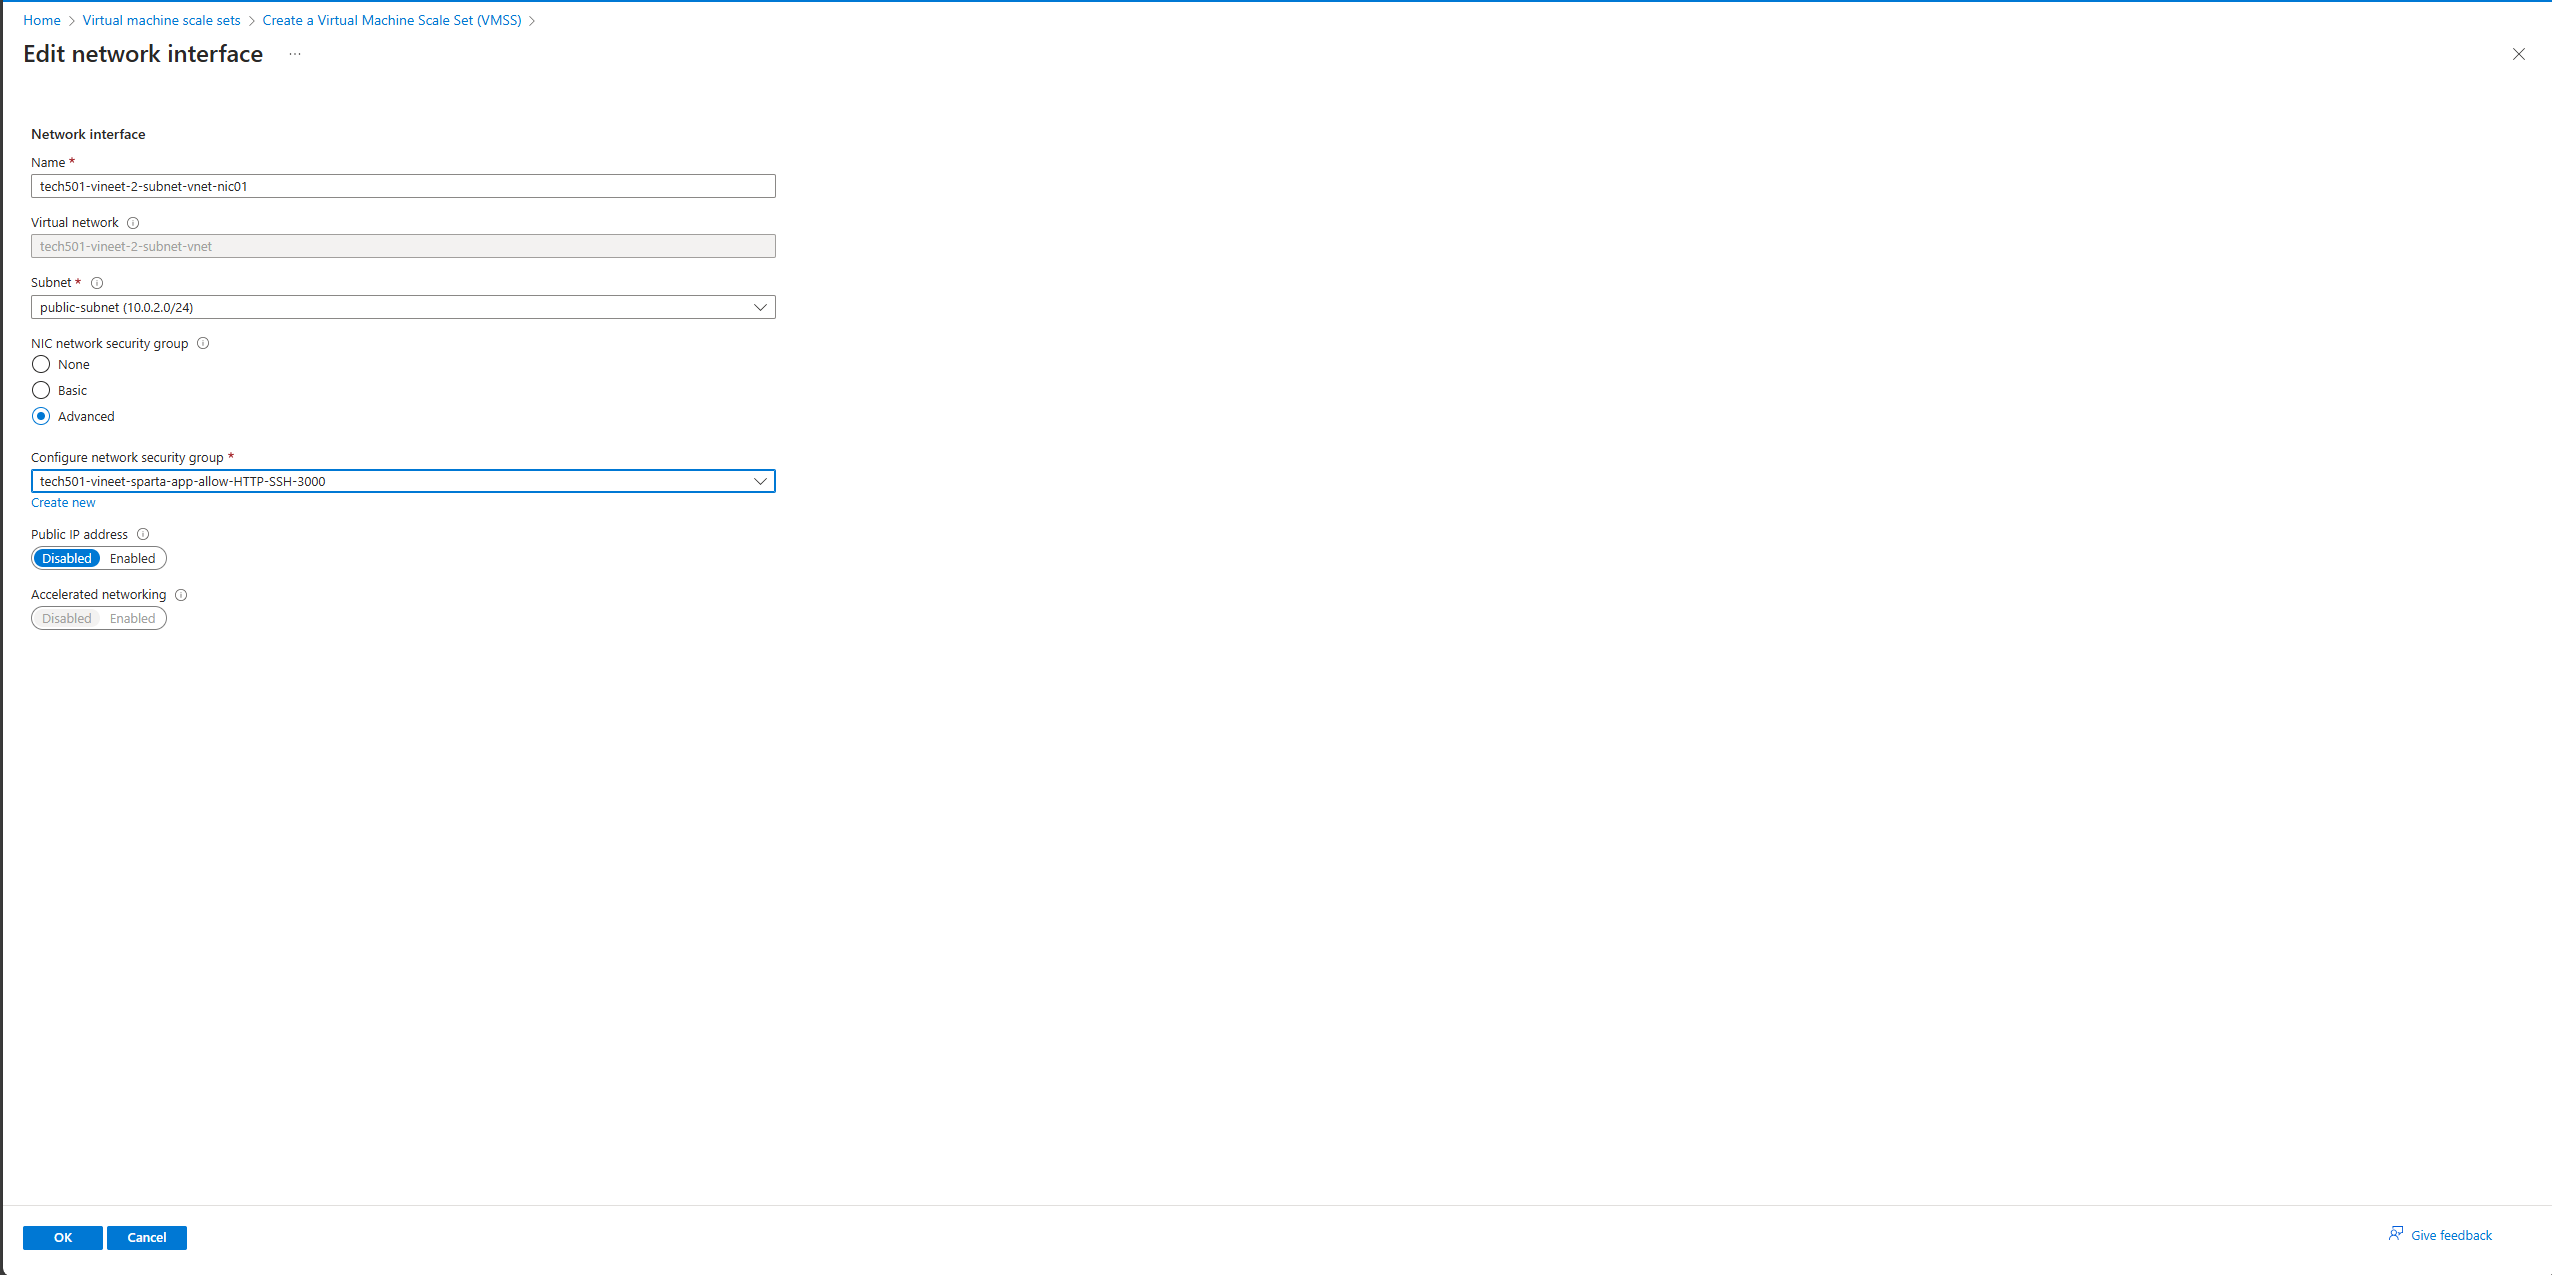 Home > Virtual machine scale sets > Create a Virtual Machine Scale Set (VMSS) >
Edit network interface ...
Network interface
Name *
tech501-vineet-2-subnet-vnet-nic01
Virtual network
tech501-vineet-2-subnet-vnet
Subnet *
public-subnet (10.0.2.0/24)
NIC network security group
None
Basic
Advanced
Configure network security group *
tech501-vineet-sparta-app-allow-HTTP-SSH-3000
Create new
Public IP address
Disabled Enabled
Accelerated networking
Disabled Enabled
OK Cancel Give feedback